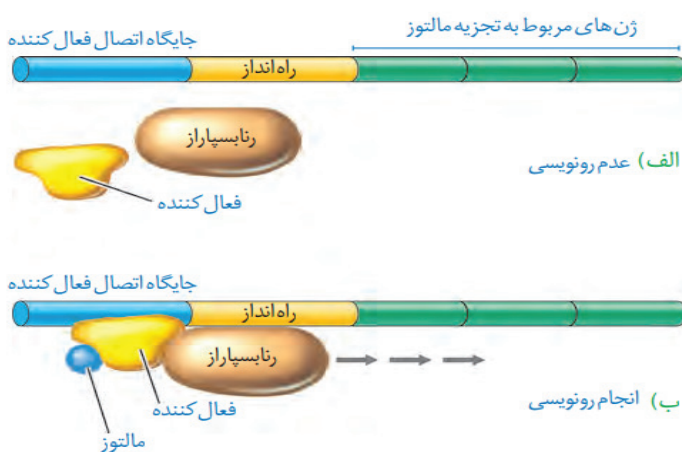 ژن‌های مربوط به تجزیه مالتوز
جایگاه اتصال فعال کننده
راه‌انداز
رنابسپاراز
الف) عدم رونویسی
فعال کننده
جایگاه اتصال فعال کننده
راه‌انداز
رنابسپاراز
فعال کننده
ب) انجام رونویسی
مالتوز